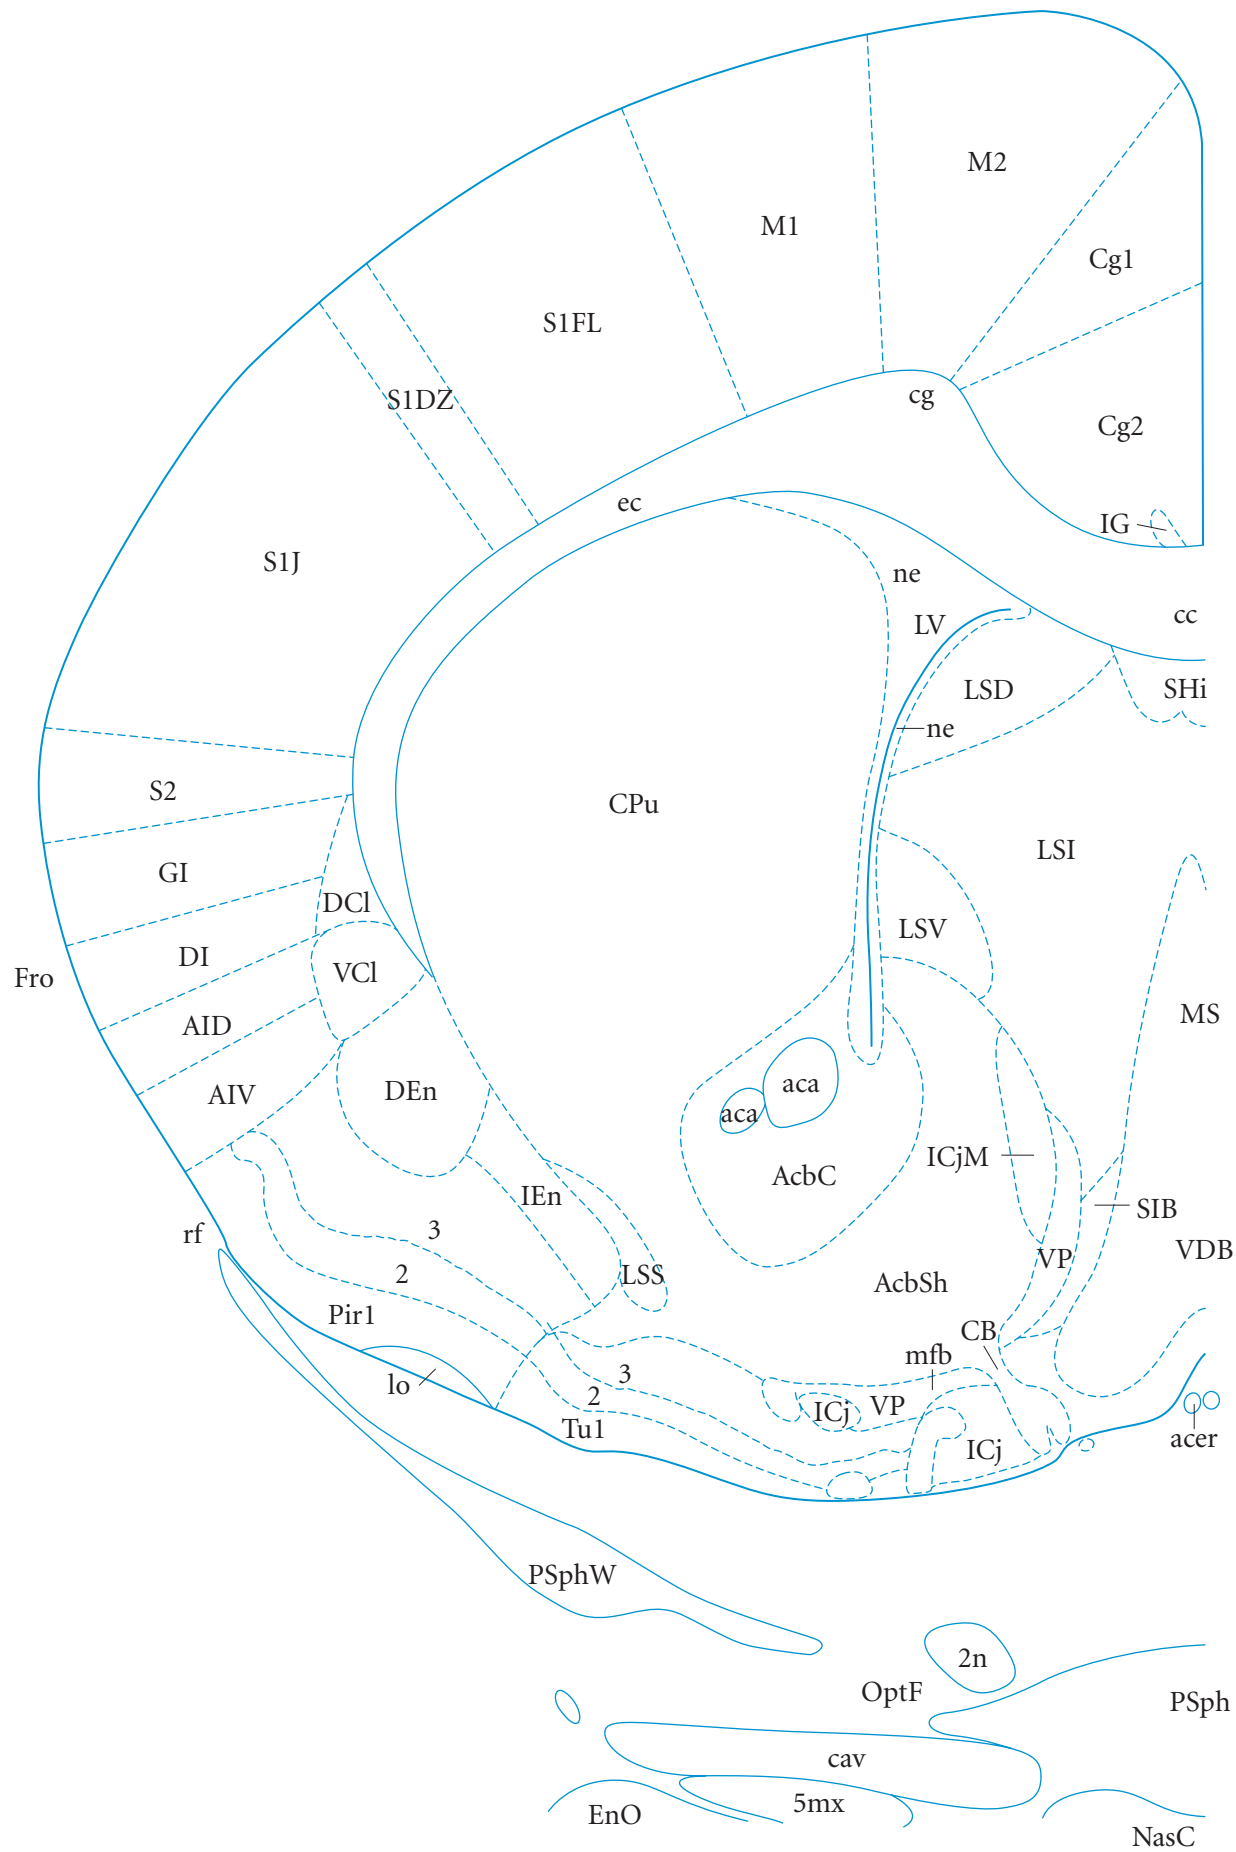 M2
M1
Cg1
S1FL
cg
S1DZ
Cg2
ec
IG
S1J
ne
cc
LV
LSD
SHi
ne
S2
CPu
LSI
GI
DCl
LSV
DI
VCl
Fro
MS
AID
aca
DEn
AIV
aca
ICjM
AcbC
IEn
SIB
3
rf
VDB
VP
2
LSS
AcbSh
Pir1
CB
mfb
3
lo
2
VP
ICj
Tu1
acer
ICj
PSphW
2n
OptF
PSph
cav
5mx
EnO
NasC